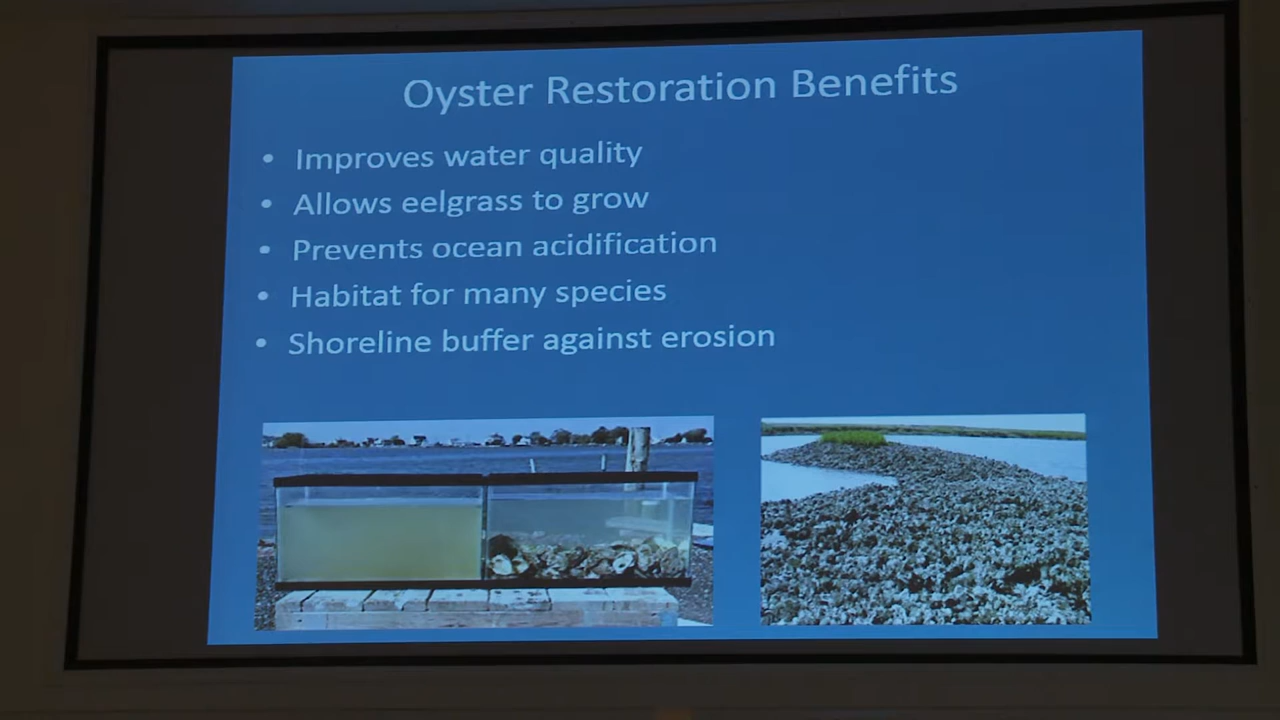 Oyster Restoration Benefits
• Improves water quality
• Allows eelgrass to grow
• Prevents ocean acidification
• Habitat for many species
• Shoreline buffer against erosion